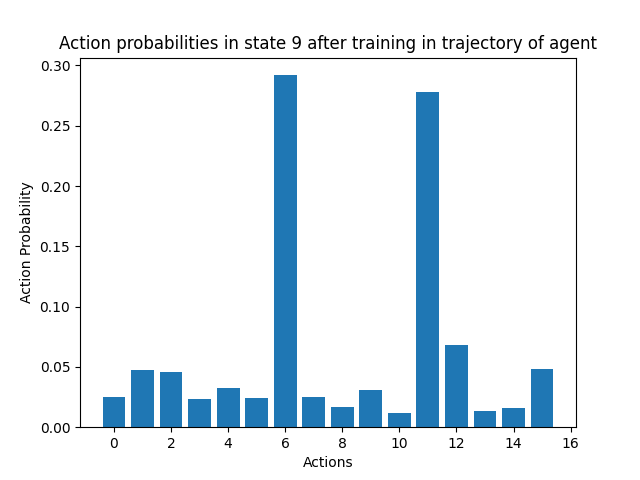 Action probabilities in state 9 after training in trajectory of agent
0.30
0.25
0.20
0.15
0.10
0.05
0.00
Action Probability
0 2 4 6 8 10 12 14 16
Actions